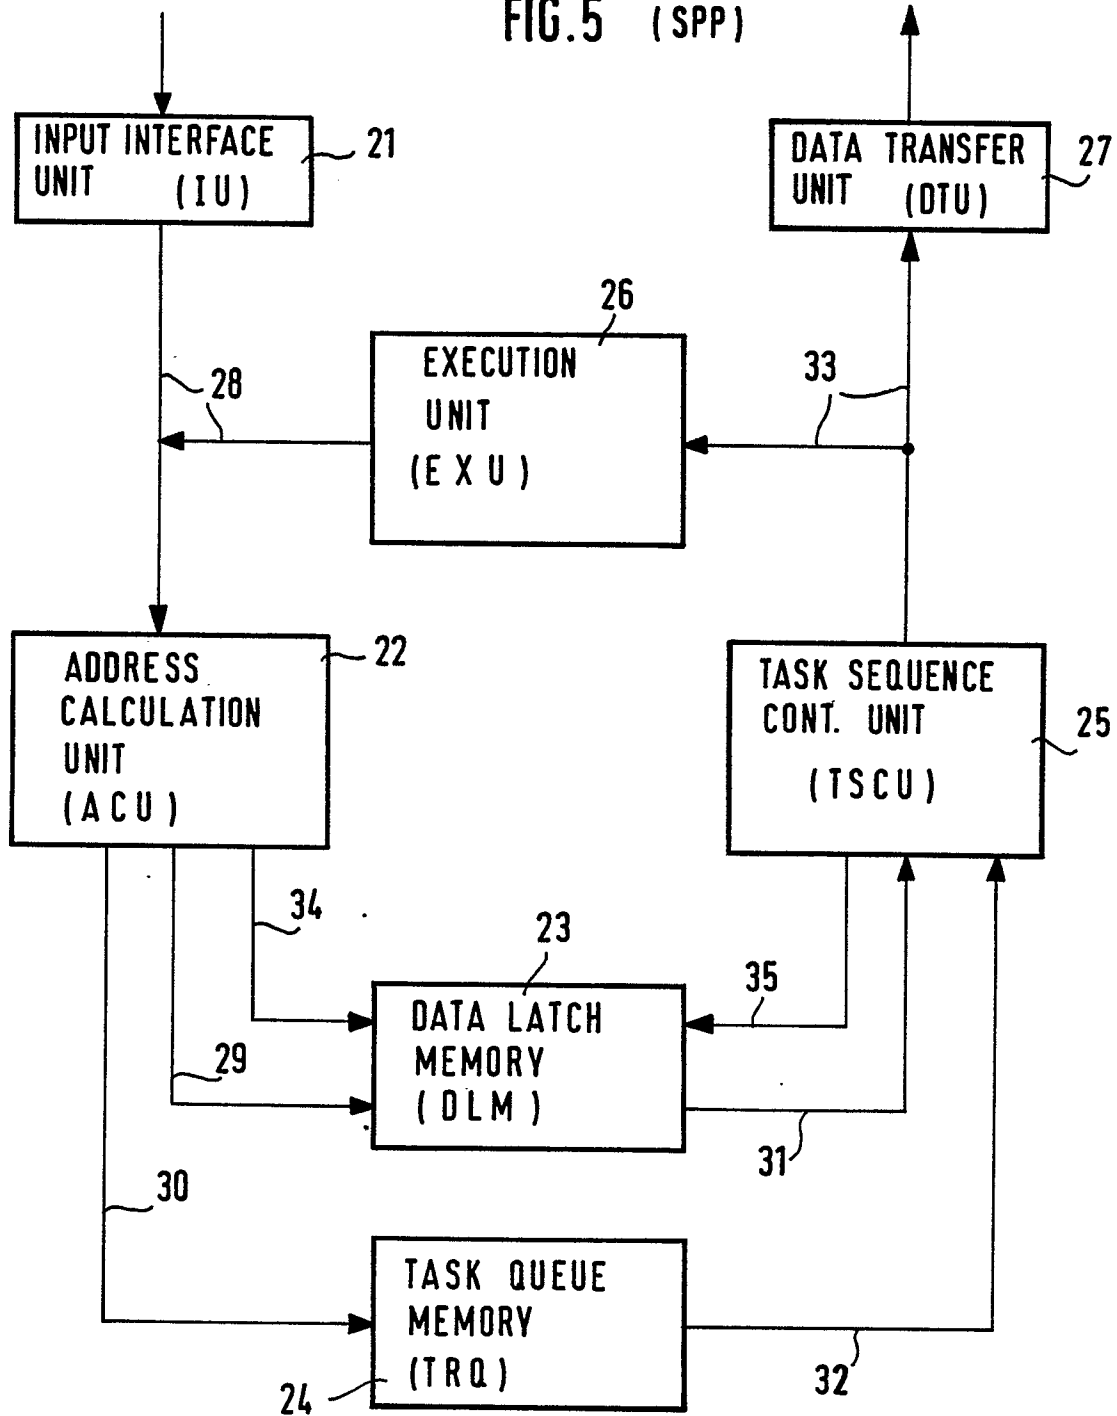 FIG.5 (SPP)
INPUT INTERFACE
UNIT (IU)
21
DATA TRANSFER
UNIT (DTU)
27
26
EXECUTION
UNIT
(EXU)
28
33
ADDRESS
CALCULATION
UNIT
(ACU)
22
TASK SEQUENCE
CONT. UNIT
(TSCU)
25
34
23
35
DATA LATCH
MEMORY
(DLM)
29
31
30
TASK QUEUE
MEMORY
(TRQ)
24
32